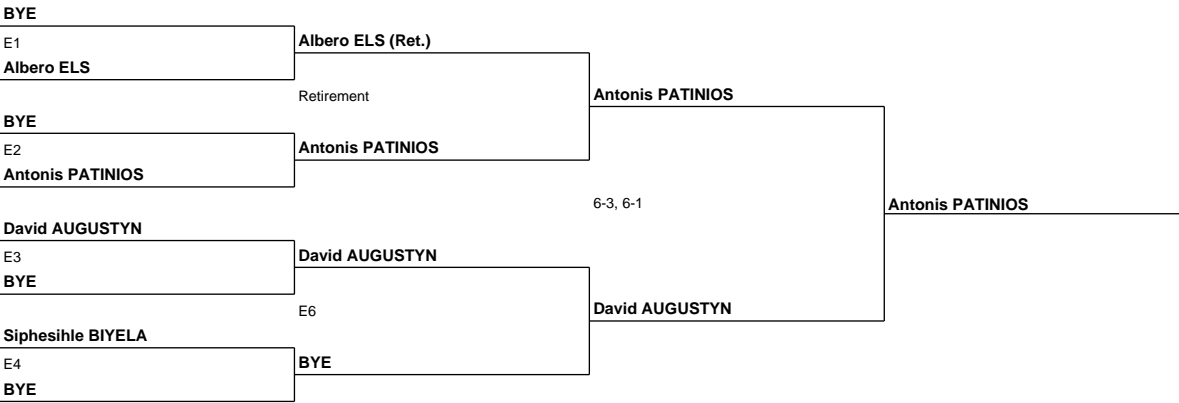 BYE
E1
Albero ELS
Albero ELS (Ret.)
Retirement
BYE
E2
Antonis PATINIOS
Antonis PATINIOS
Antonis PATINIOS
6-3, 6-1
Antonis PATINIOS
David AUGUSTYN
E3
BYE
David AUGUSTYN
E6
David AUGUSTYN
Siphesihle BIYELA
E4
BYE
BYE